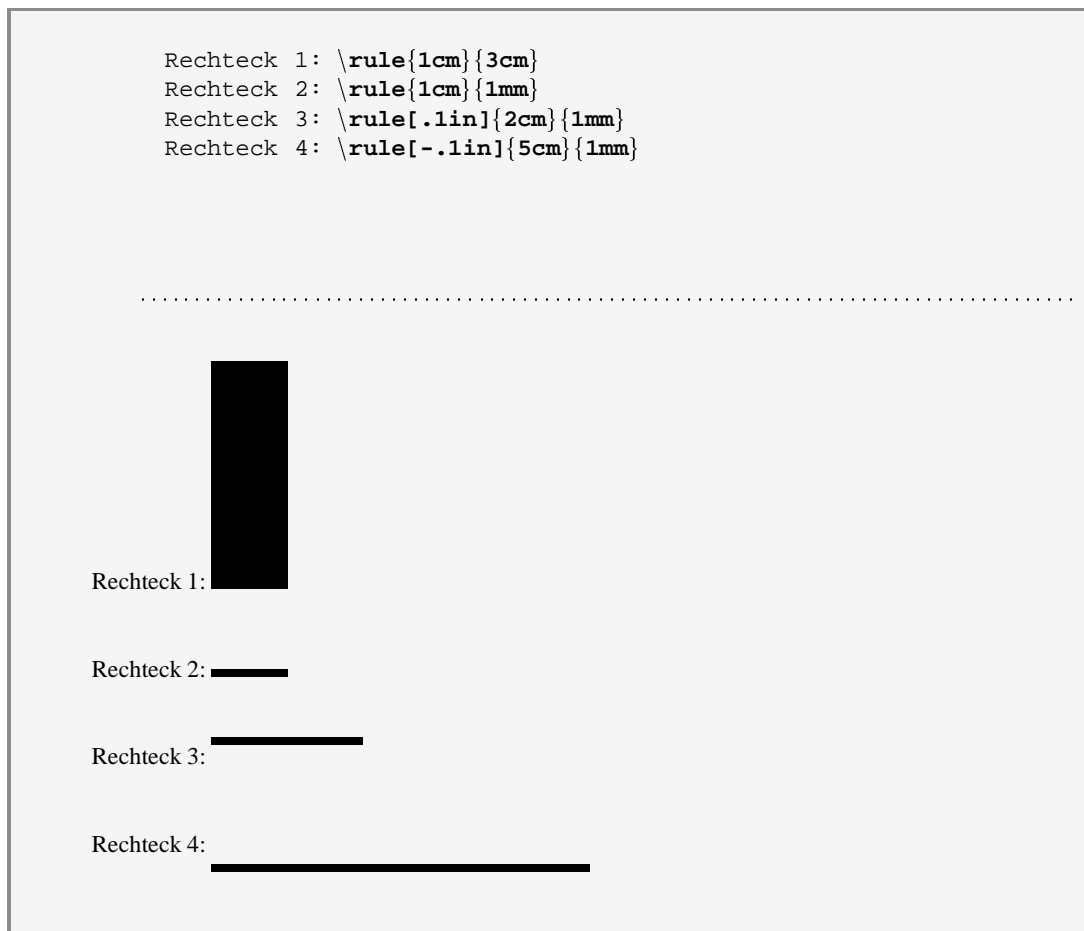 Rechteck 1: \rule{1cm}{3cm}
Rechteck 2: \rule{1cm}{1mm}
Rechteck 3: \rule[.1in]{2cm}{1mm}
Rechteck 4: \rule[-.1in]{5cm}{1mm}
Rechteck 1:
Rechteck 2:
Rechteck 3:
Rechteck 4: